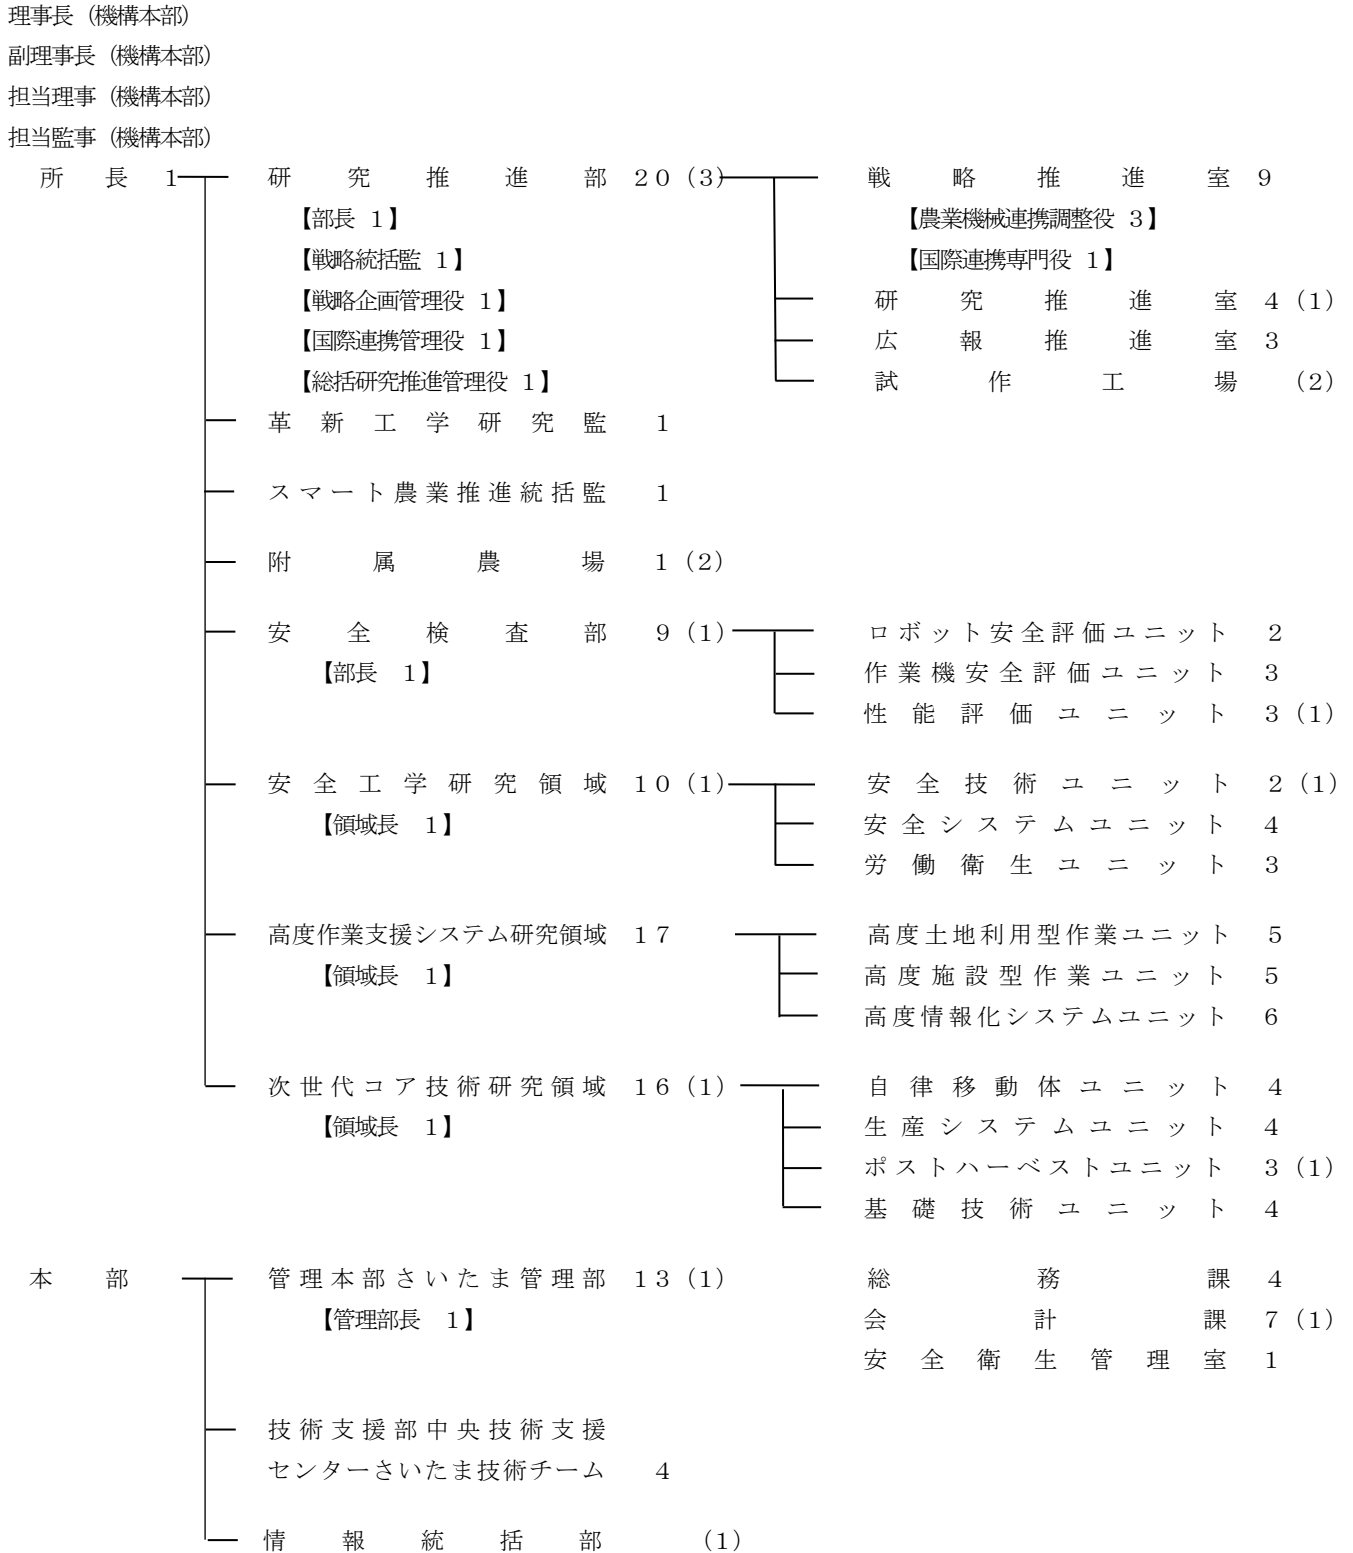 理事長（機構本部）
副理事長（機構本部）
担当理事（機構本部）
担当監事（機構本部）
所長 １ 研究推進部 ２０（３） 戦略推進室 ９
【部長 １】 【農業機械連携調整役 ３】
【戦略統括監 １】 【国際連携専門役 １】
【戦略企画管理役 １】 研究推進室 ４（１）
【国際連携管理役 １】 広報推進室 ３
【総括研究推進管理役 １】 試作工場 （２）
革新工学研究監 １
スマート農業推進統括監 １
附属農場 １（２）
安全検査部 ９（１） ロボット安全評価ユニット ２
【部長 １】 作業機安全評価ユニット ３
性能評価ユニット ３（１）
安全工学研究領域 １０（１） 安全技術ユニット ２（１）
【領域長 １】 安全システムユニット ４
労働衛生ユニット ３
高度作業支援システム研究領域 １７ 高度土地利用型作業ユニット ５
【領域長 １】 高度施設型作業ユニット ５
高度情報化システムユニット ６
次世代コア技術研究領域 １６（１） 自律移動体ユニット ４
【領域長 １】 生産システムユニット ４
ポストハーベストユニット ３（１）
基礎技術ユニット ４
本部 管理本部さいたま管理部 １３（１） 総務課 ４
【管理部長 １】 会計課 ７（１）
安全衛生管理室 １
技術支援部中央技術支援
センターさいたま技術チーム ４
情報統括部 （１）